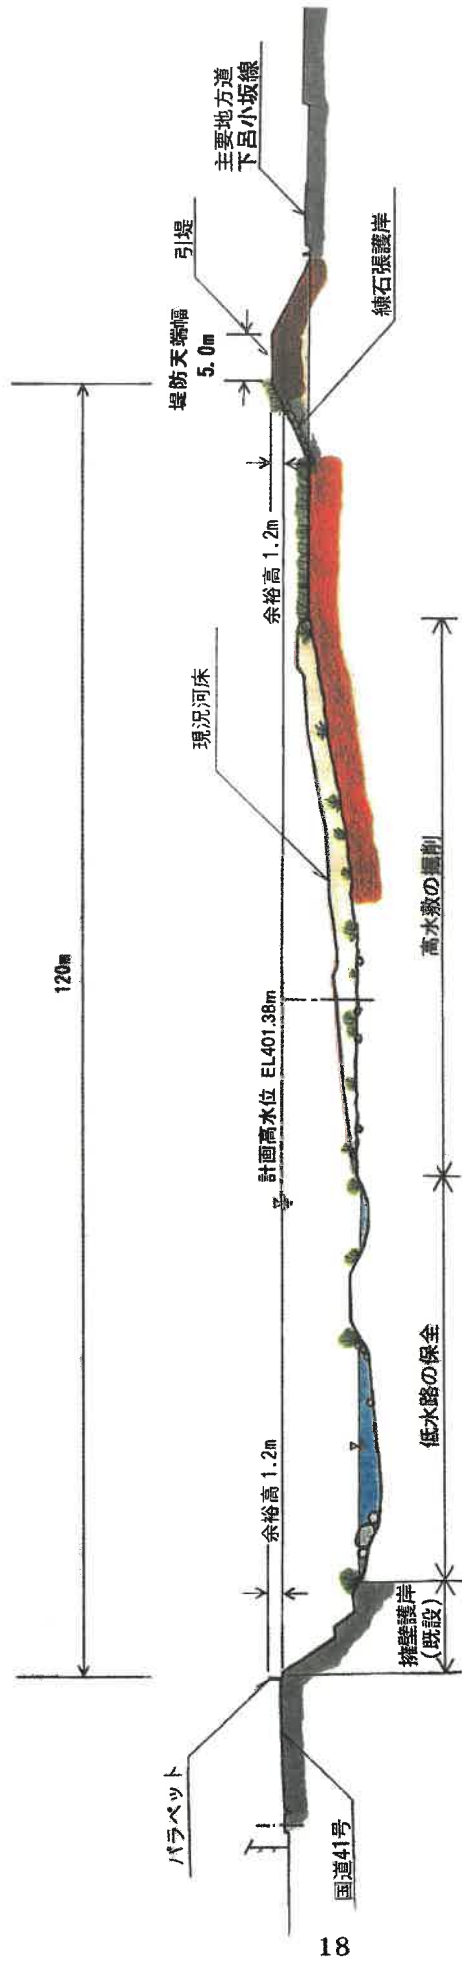 120m
パラペット
余裕高 1.2m
計画高水位 EL401.38m
現況河床
余裕高 1.2m
堤防天端幅
5.0m
引堤
主要地方道
下呂小坂線
練石張護岸
国道41号
擁壁護岸
(既設)
低水路の保全
高水敷の掘削
18